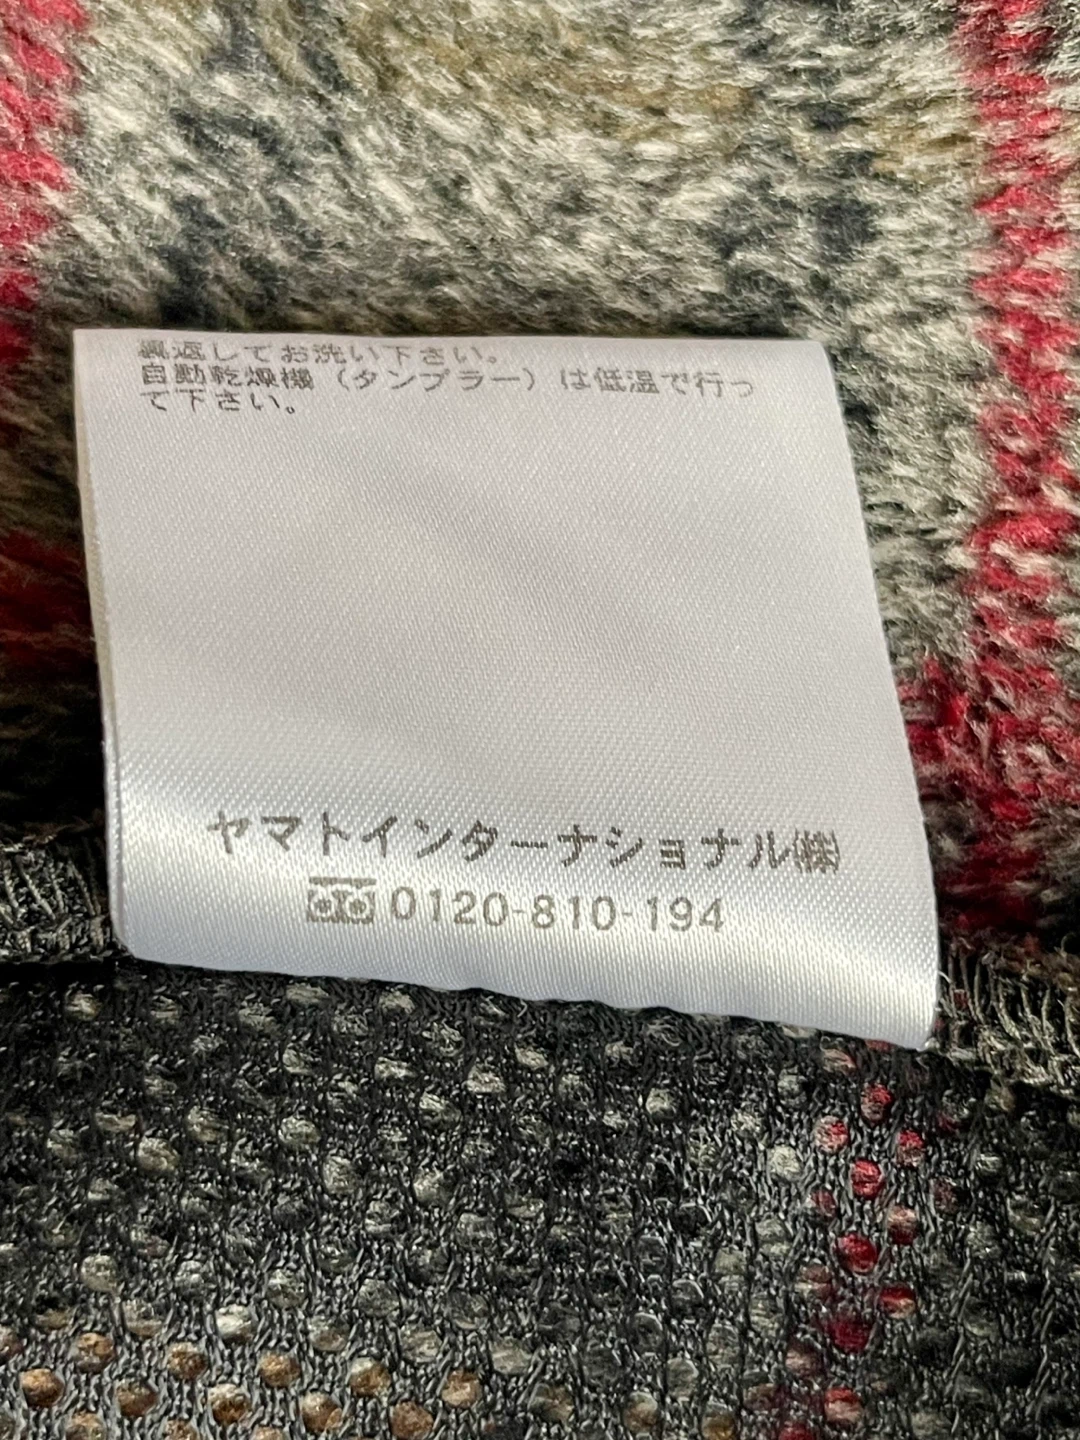 裏返してお洗い下さい。
自動乾燥機（タンブラー）は低温で行っ
て下さい。
ヤマトインターナショナル㈱
0120-810-194